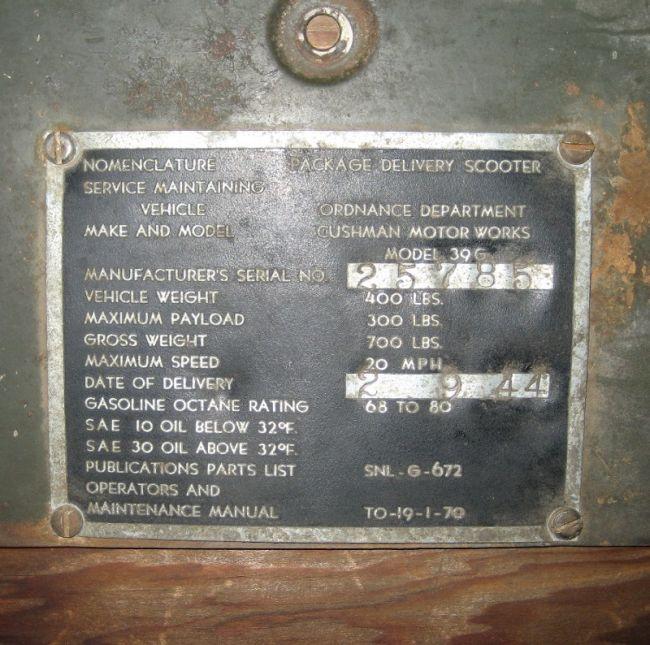 NOMENCLATURE PACKAGE DELIVERY SCOOTER
SERVICE MAINTAINING
VEHICLE ORDNANCE DEPARTMENT
MAKE AND MODEL CUSHMAN MOTOR WORKS
MODEL 39G
MANUFACTURER'S SERIAL NO. 25785
VEHICLE WEIGHT 400 LBS.
MAXIMUM PAYLOAD 300 LBS.
GROSS WEIGHT 700 LBS.
MAXIMUM SPEED 20 MPH
DATE OF DELIVERY 2 9 44
GASOLINE OCTANE RATING 68 TO 80
SAE 10 OIL BELOW 32°F.
SAE 30 OIL ABOVE 32°F.
PUBLICATIONS PARTS LIST SNL-G-672
OPERATORS AND
MAINTENANCE MANUAL TO-19-1-70